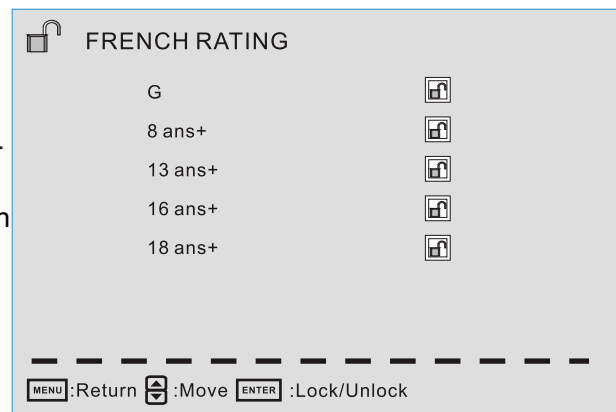 FRENCH RATING
G
8 ans+
13 ans+
16 ans+
18 ans+
MENU :Return :Move ENTER :Lock/Unlock